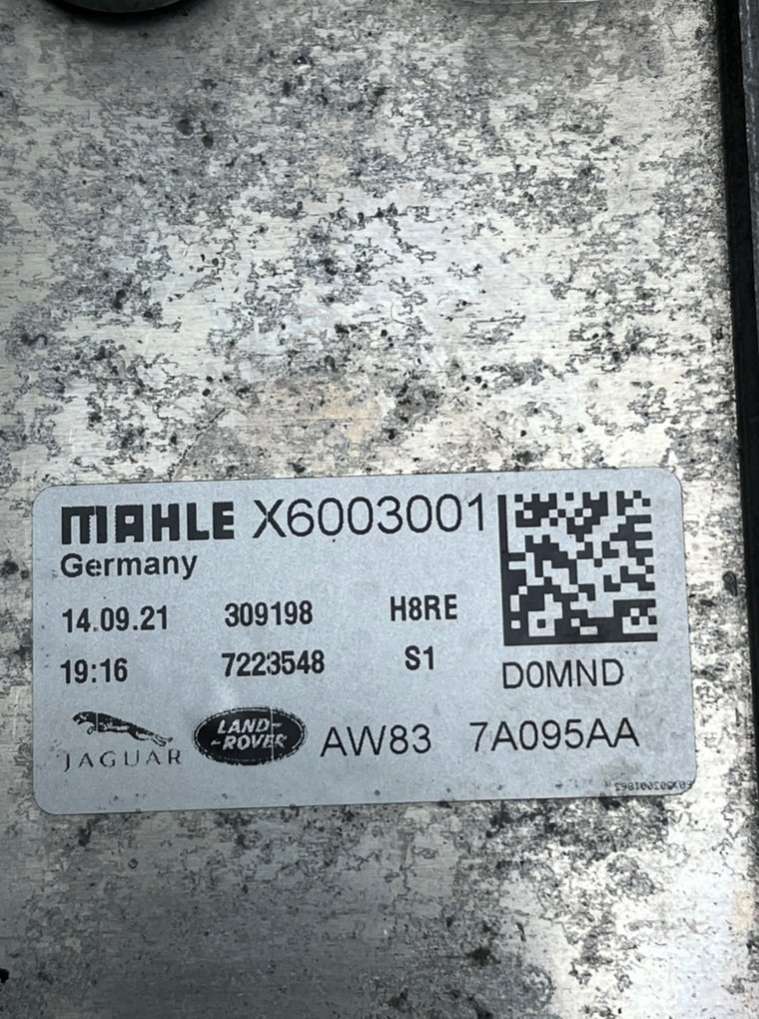 MAHLE X6003001
Germany
14.09.21 309198 H8RE
19:16 7223548 S1 D0MND
JAGUAR LAND-ROVER AW83 7A095AA